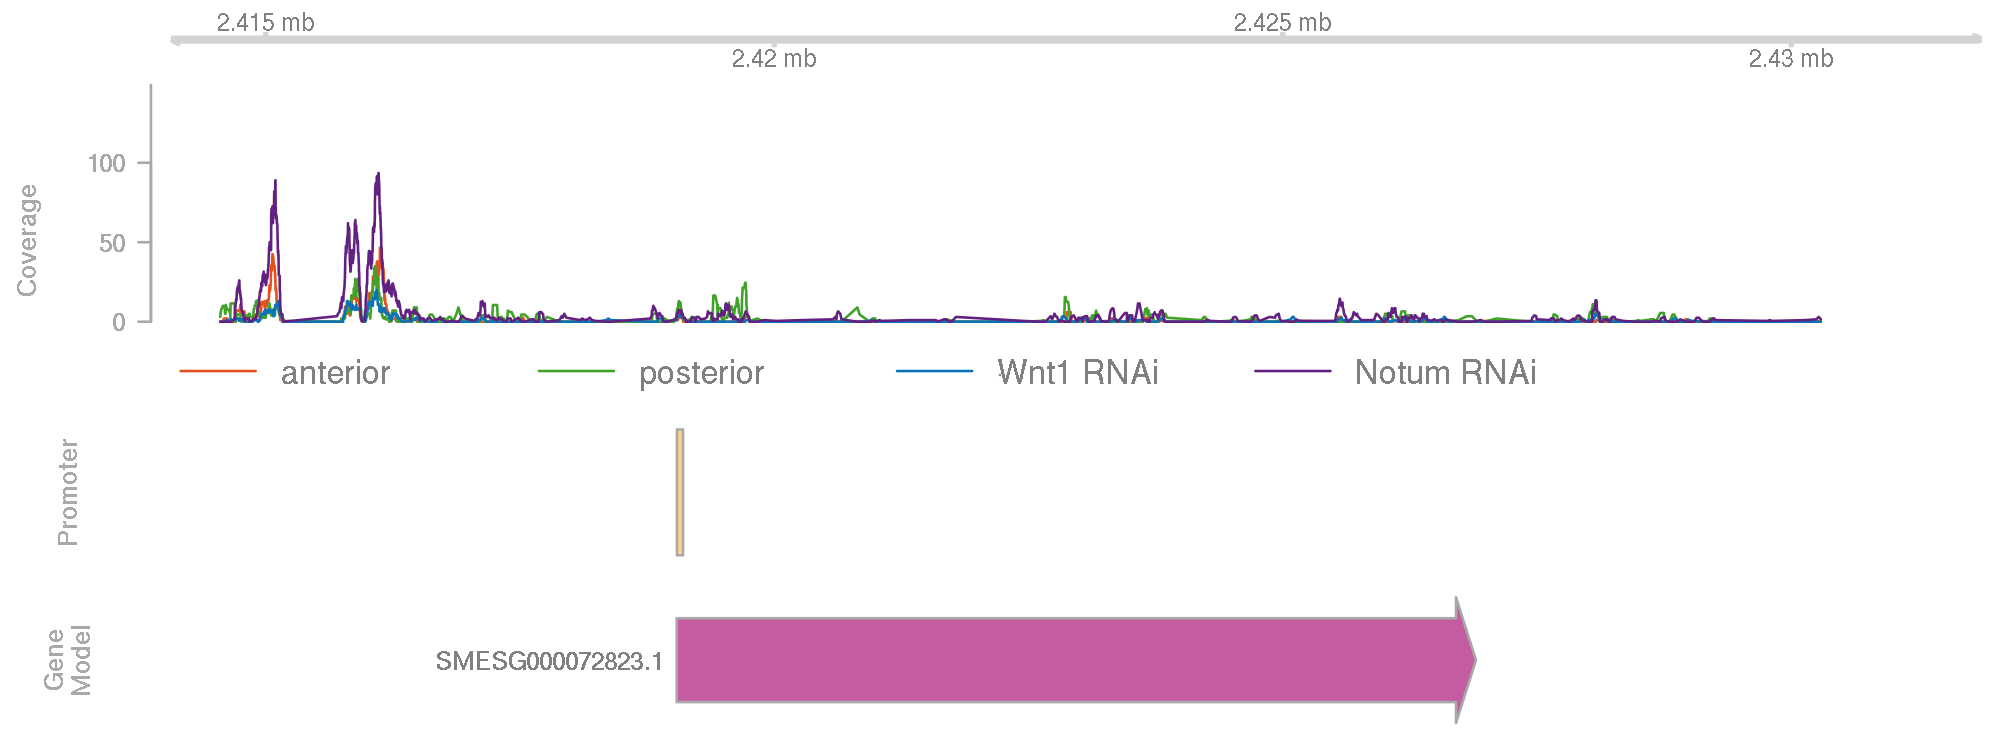 2.415 mb 2.425 mb
2.42 mb 2.43 mb
Coverage
100
50
0
anterior posterior Wnt1 RNAi Notum RNAi
Promoter
Gene
Model
SMESG000072823.1